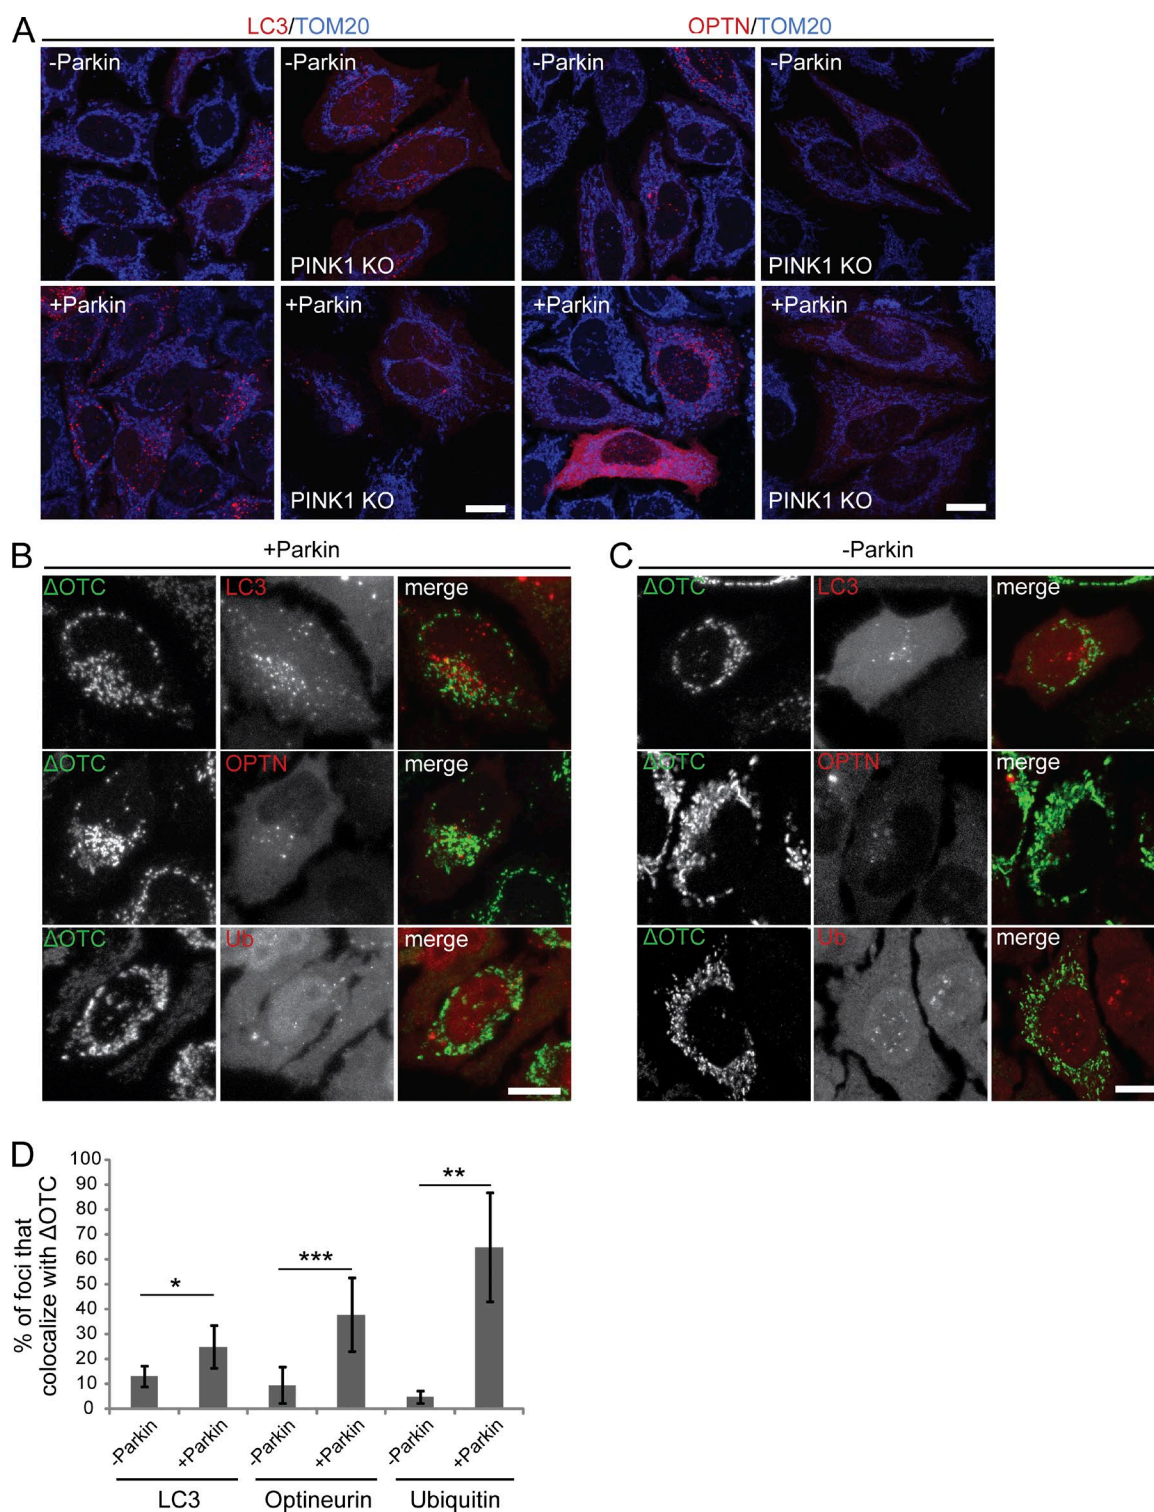 A
LC3/TOM20
OPTN/TOM20
-Parkin
-Parkin
-Parkin
-Parkin
PINK1 KO
PINK1 KO
+Parkin
+Parkin
+Parkin
+Parkin
PINK1 KO
PINK1 KO
B
+Parkin
ΔOTC
LC3
merge
ΔOTC
OPTN
merge
ΔOTC
Ub
merge
C
-Parkin
ΔOTC
LC3
merge
ΔOTC
OPTN
merge
ΔOTC
Ub
merge
D
% of foci that
colocalize with ΔOTC
100
90
80
70
60
50
40
30
20
10
0
*
***
**
-Parkin
+Parkin
-Parkin
+Parkin
-Parkin
+Parkin
LC3
Optineurin
Ubiquitin